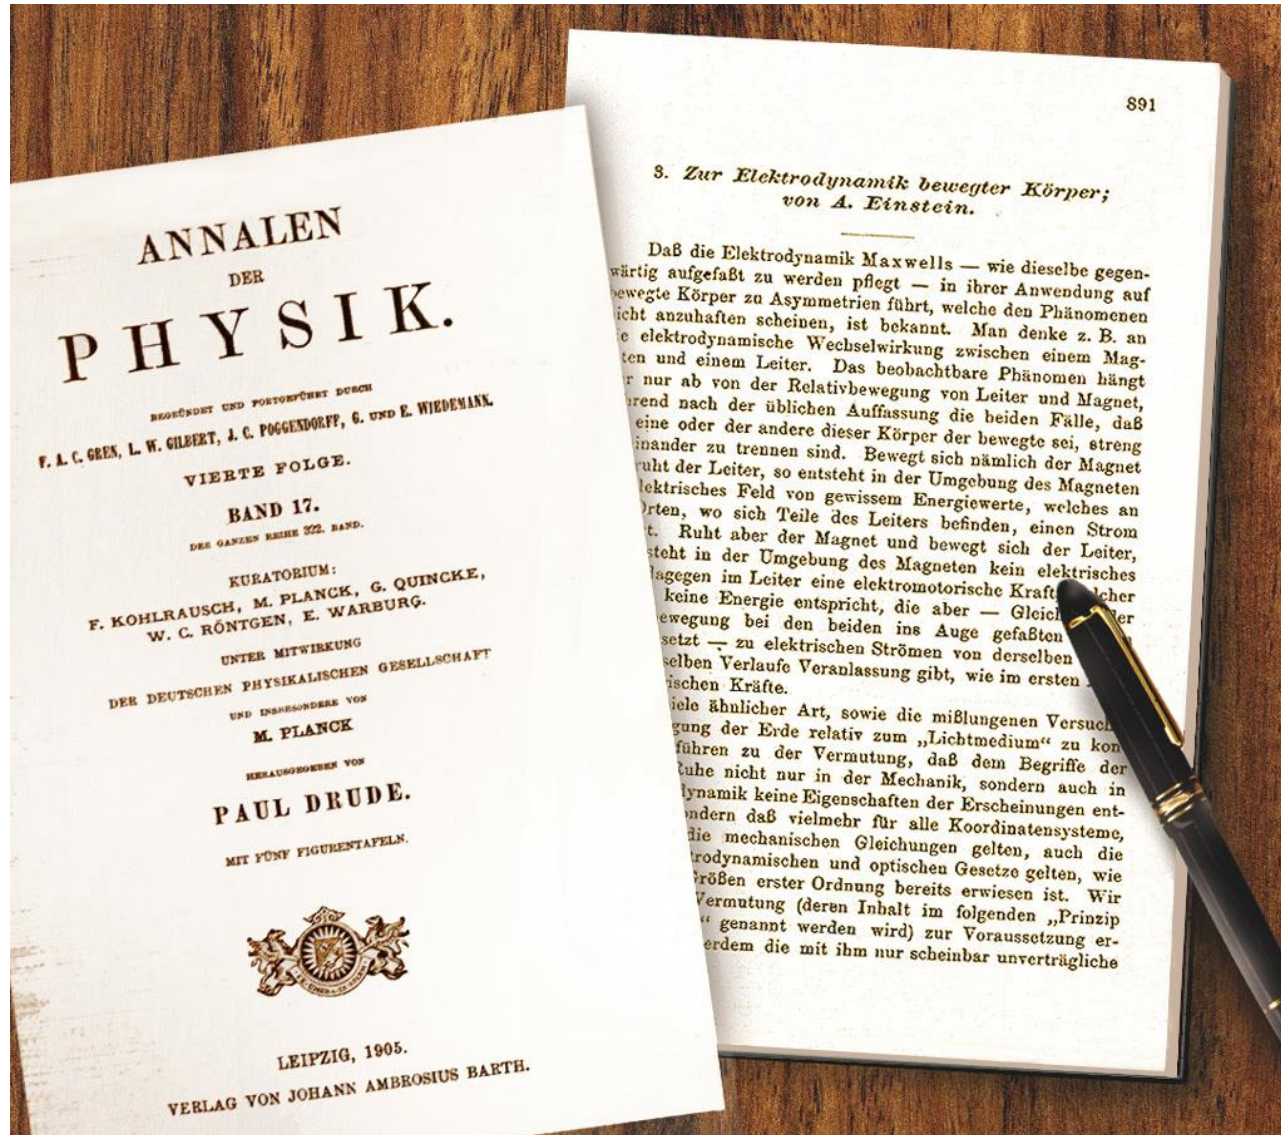 ANNALEN
DER
PHYSIK.
BEGRÜNDET UND FORTGEFÜHRT DURCH
F. A. C. GREN, L. W. GILBERT, J. C. POGGENDORFF, G. UND E. WIEDEMANN.
VIERTE FOLGE.
BAND 17.
DER GANZEN REIHE 322. BAND.
KURATORIUM:
F. KOHLRAUSCH, M. PLANCK, G. QUINCKE,
W. C. RÖNTGEN, E. WARBURG.
UNTER MITWIRKUNG
DER DEUTSCHEN PHYSIKALISCHEN GESELLSCHAFT
UND INSBESONDERE VON
M. PLANCK
HERAUSGEGEBEN VON
PAUL DRUDE.
MIT FÜNF FIGURENTAFELN.
LEIPZIG, 1905.
VERLAG VON JOHANN AMBROSIUS BARTH.
891
3. Zur Elektrodynamik bewegter Körper;
von A. Einstein.
Daß die Elektrodynamik Maxwells — wie dieselbe gegen-
wärtig aufgefaßt zu werden pflegt — in ihrer Anwendung auf
bewegte Körper zu Asymmetrien führt, welche den Phänomenen
icht anzuhaften scheinen, ist bekannt. Man denke z. B. an
e elektrodynamische Wechselwirkung zwischen einem Mag-
ten und einem Leiter. Das beobachtbare Phänomen hängt
r nur ab von der Relativbewegung von Leiter und Magnet,
rend nach der üblichen Auffassung die beiden Fälle, daß
eine oder der andere dieser Körper der bewegte sei, streng
inander zu trennen sind. Bewegt sich nämlich der Magnet
ruht der Leiter, so entsteht in der Umgebung des Magneten
lektrisches Feld von gewissem Energiewerte, welches an
Orten, wo sich Teile des Leiters befinden, einen Strom
t. Ruht aber der Magnet und bewegt sich der Leiter,
steht in der Umgebung des Magneten kein elektrisches
lagegen im Leiter eine elektromotorische Kraft lcher
keine Energie entspricht, die aber — Gleich er
ewegung bei den beiden ins Auge gefaßten
setzt — zu elektrischen Strömen von derselben
selben Verlaufe Veranlassung gibt, wie im ersten
ischen Kräfte.
iele ähnlicher Art, sowie die mißlungenen Versuch
gung der Erde relativ zum „Lichtmedium“ zu kon
führen zu der Vermutung, daß dem Begriffe der
Ruhe nicht nur in der Mechanik, sondern auch in
dynamik keine Eigenschaften der Erscheinungen ent-
ondern daß vielmehr für alle Koordinatensysteme,
die mechanischen Gleichungen gelten, auch die
trodynamischen und optischen Gesetze gelten, wie
rößen erster Ordnung bereits erwiesen ist. Wir
Vermutung (deren Inhalt im folgenden „Prinzip
“ genannt werden wird) zur Voraussetzung er-
erdem die mit ihm nur scheinbar unverträgliche